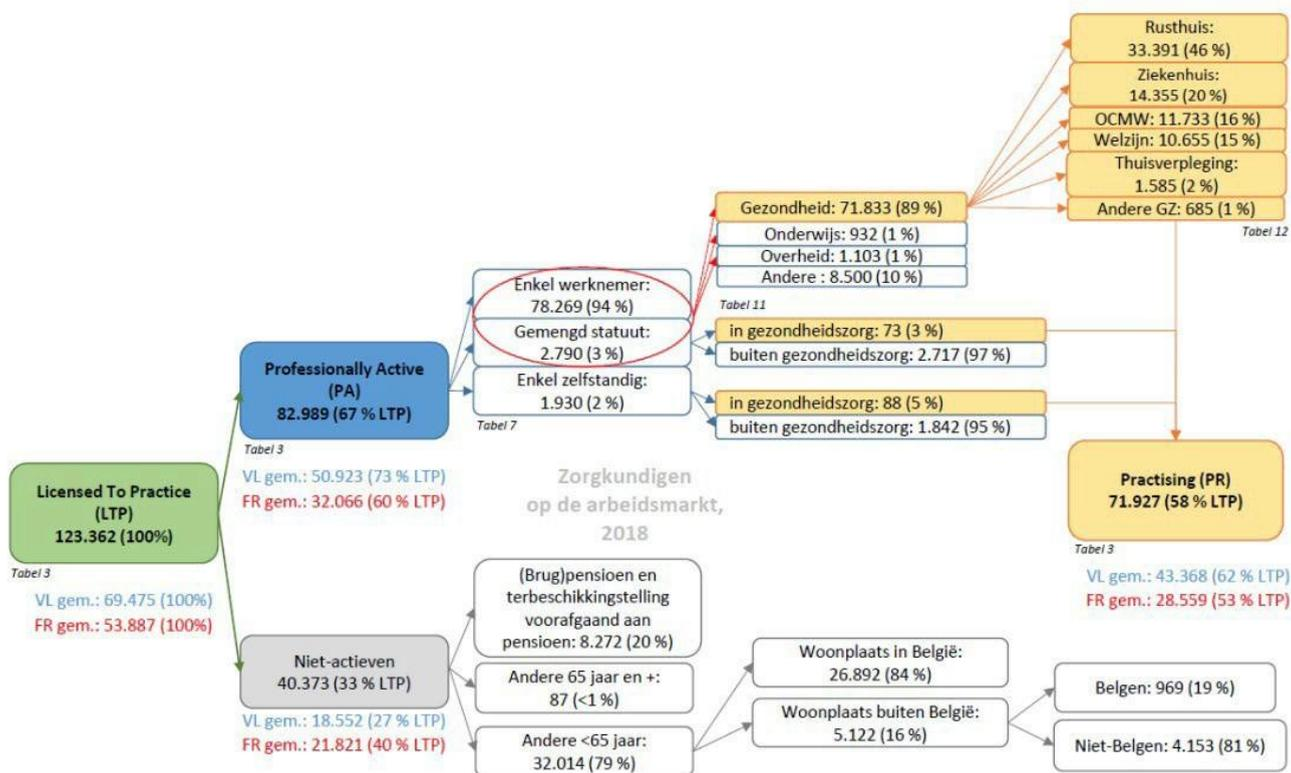 Rusthuis:
33.391 (46 %)
Ziekenhuis:
14.355 (20 %)
OCMW: 11.733 (16 %)
Welzijn: 10.655 (15 %)
Thuisverpleging:
1.585 (2 %)
Andere GZ: 685 (1 %)
Tabel 12
Gezondheid: 71.833 (89 %)
Onderwijs: 932 (1 %)
Overheid: 1.103 (1 %)
Andere : 8.500 (10 %)
Tabel 11
Enkel werknemer:
78.269 (94 %)
Gemengd statuut:
2.790 (3 %)
Enkel zelfstandig:
1.930 (2 %)
Tabel 7
in gezondheidszorg: 73 (3 %)
buiten gezondheidszorg: 2.717 (97 %)
in gezondheidszorg: 88 (5 %)
buiten gezondheidszorg: 1.842 (95 %)
Professionally Active
(PA)
82.989 (67 % LTP)
Tabel 3
VL gem.: 50.923 (73 % LTP)
FR gem.: 32.066 (60 % LTP)
Zorgkundigen
op de arbeidsmarkt,
2018
Licensed To Practice
(LTP)
123.362 (100%)
Tabel 3
VL gem.: 69.475 (100%)
FR gem.: 53.887 (100%)
Practising (PR)
71.927 (58 % LTP)
Tabel 3
VL gem.: 43.368 (62 % LTP)
FR gem.: 28.559 (53 % LTP)
Niet-actieven
40.373 (33 % LTP)
VL gem.: 18.552 (27 % LTP)
FR gem.: 21.821 (40 % LTP)
(Brug)pensioen en
terbeschikkingstelling
voorafgaand aan
pensioen: 8.272 (20 %)
Andere 65 jaar en +:
87 (<1 %)
Andere <65 jaar:
32.014 (79 %)
Woonplaats in België:
26.892 (84 %)
Woonplaats buiten België:
5.122 (16 %)
Belgen: 969 (19 %)
Niet-Belgen: 4.153 (81 %)